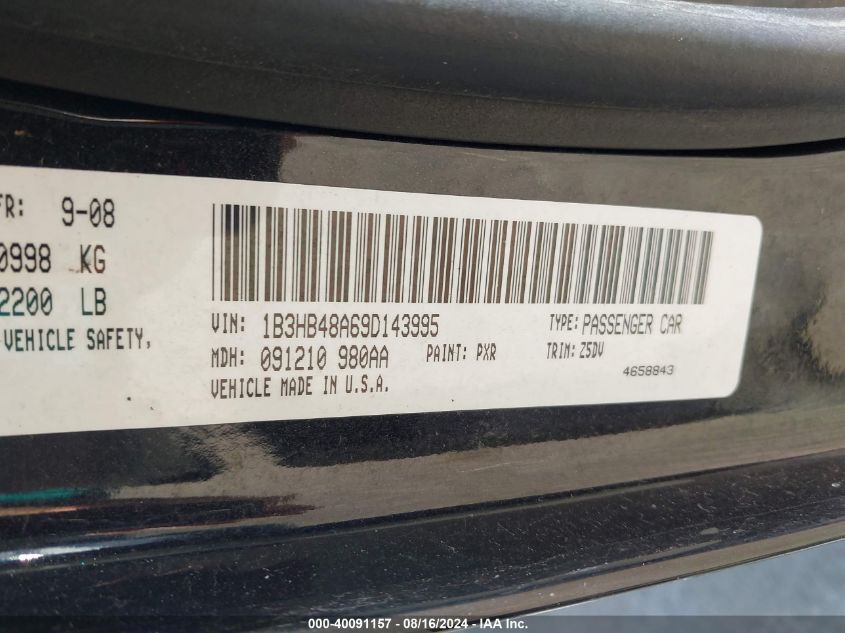 FR: 9-08
0998 KG
2200 LB
VEHICLE SAFETY,
VIN: 1B3HB48A69D143995 TYPE: PASSENGER CAR
MDH: 091210 980AA PAINT: PXR TRIM: Z5DV
4658843
VEHICLE MADE IN U.S.A.
000-40091157 - 08/16/2024 - IAA Inc.